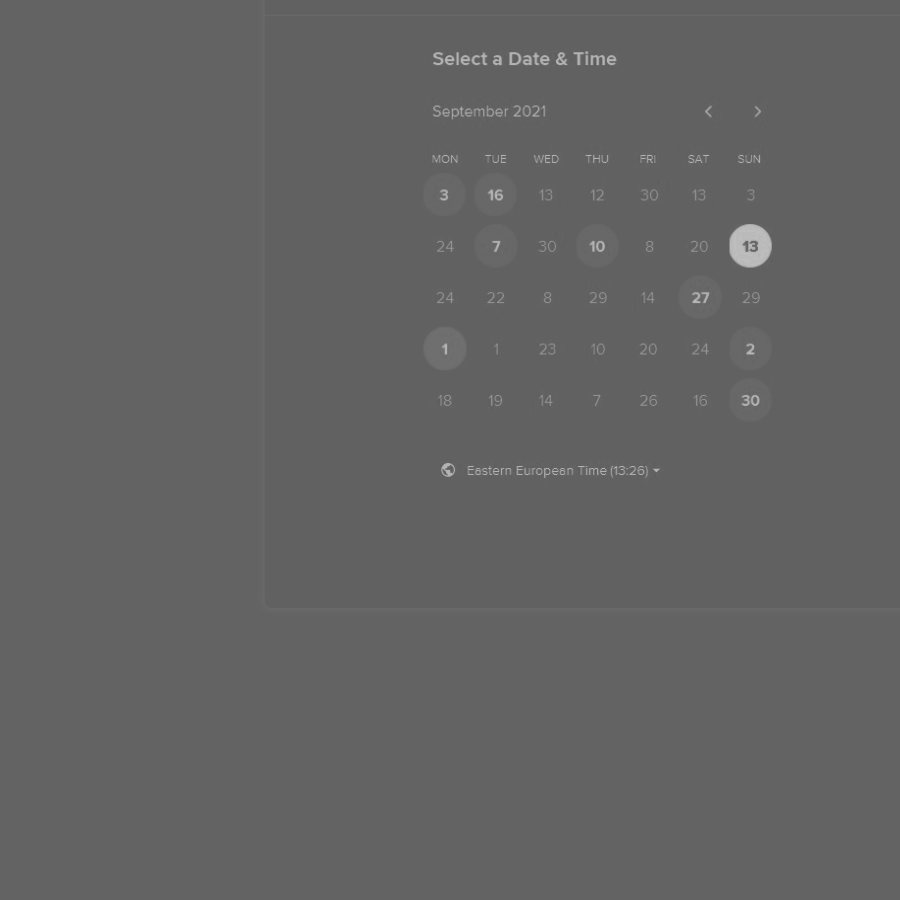 Select a Date & Time
September 2021
MON TUE WED THU FRI SAT SUN
3 16 13 12 30 13 3
24 7 30 10 8 20 13
24 22 8 29 14 27 29
1 1 23 10 20 24 2
18 19 14 7 26 16 30
Eastern European Time (13:26)